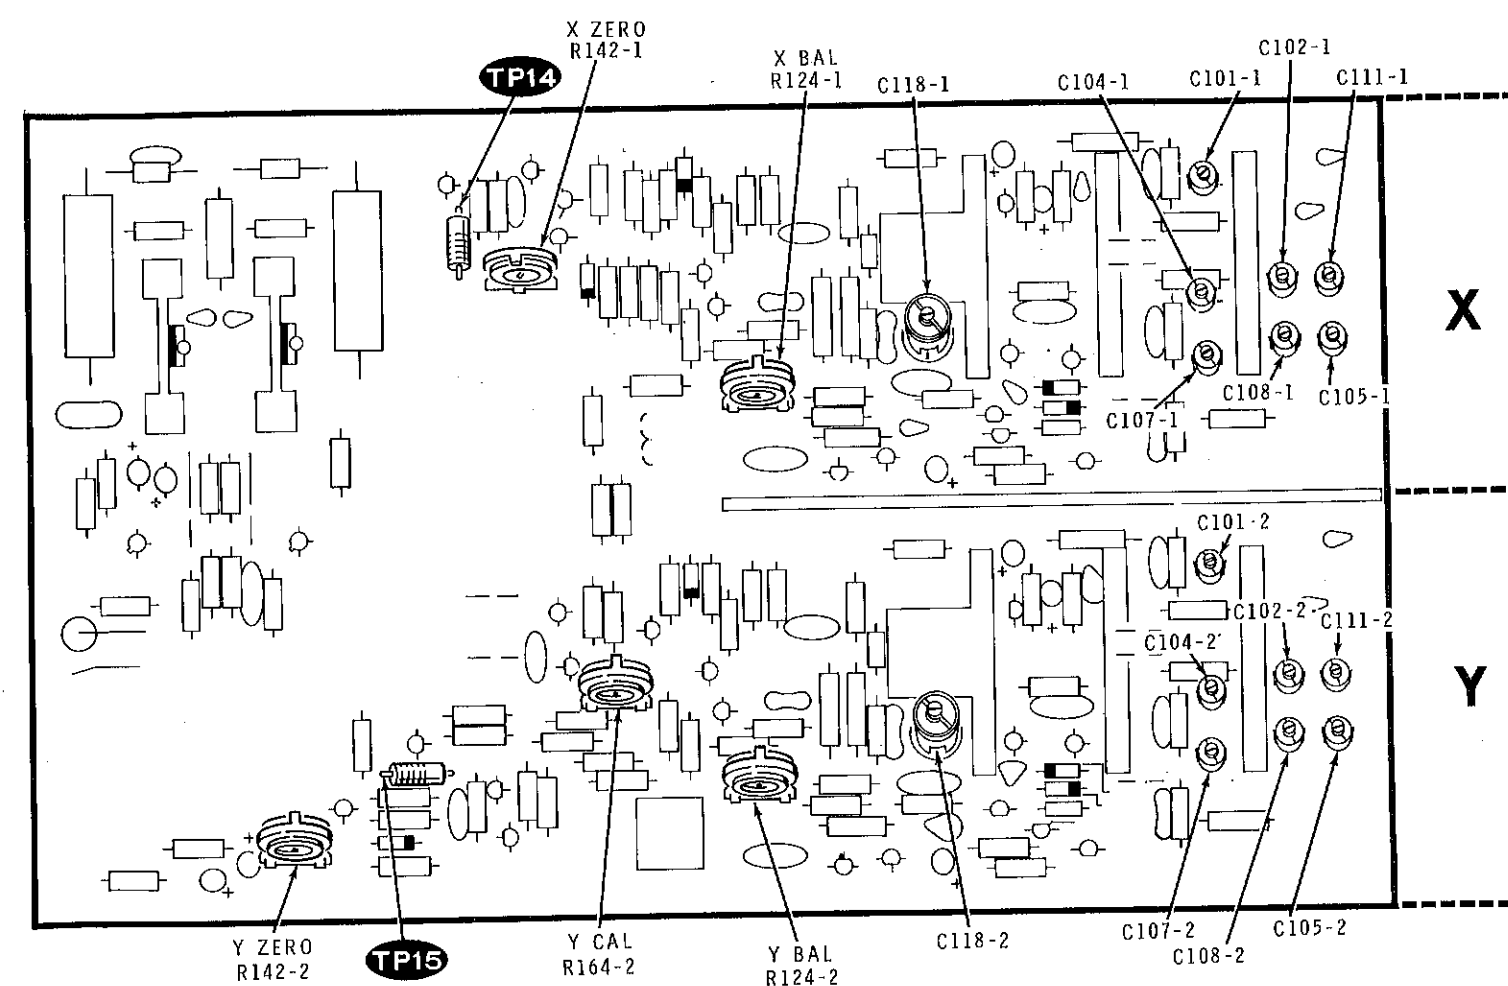 X ZERO
R142-1
TP14
X BAL
R124-1
C118-1
C104-1
C101-1
C102-1
C111-1
X
C107-1
C108-1
C105-1
C101-2
C102-2
C111-2
C104-2
Y
Y ZERO
R142-2
TP15
Y CAL
R164-2
Y BAL
R124-2
C118-2
C107-2
C108-2
C105-2